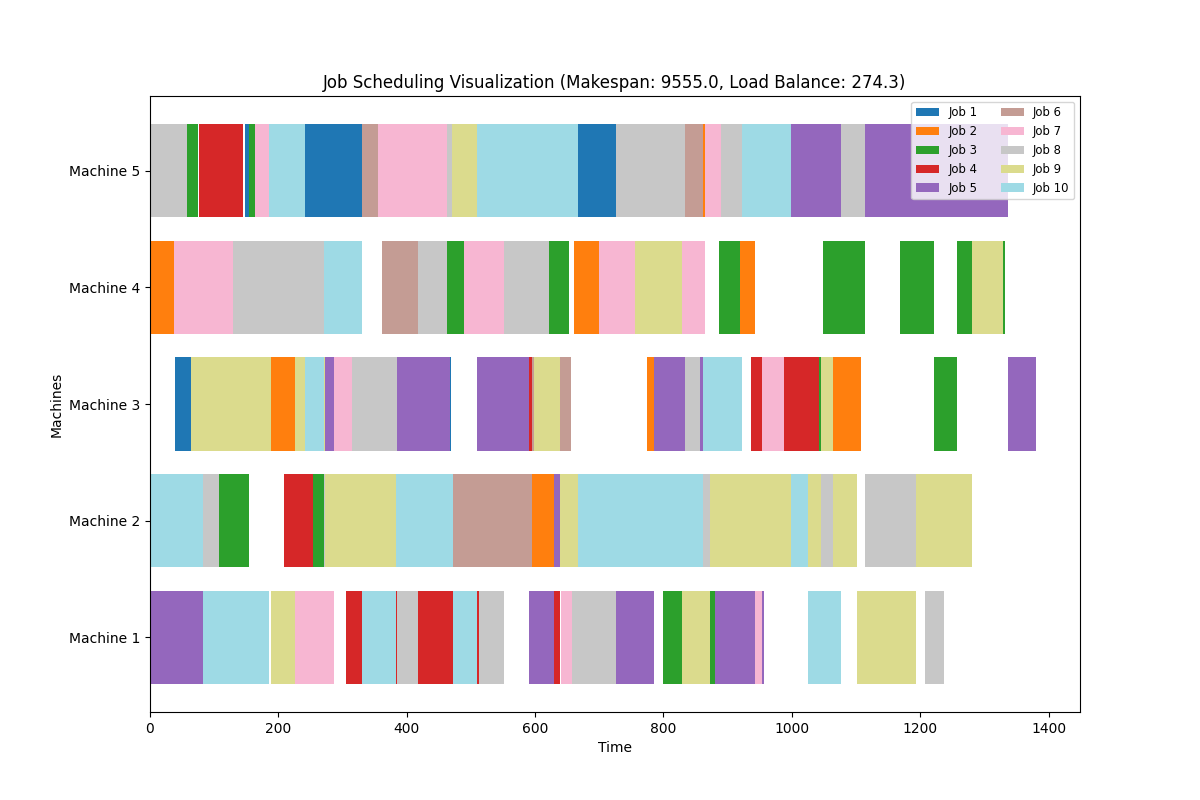 Job Scheduling Visualization (Makespan: 9555.0, Load Balance: 274.3)
Job 1
Job 2
Job 3
Job 4
Job 5
Job 6
Job 7
Job 8
Job 9
Job 10
Machine 5
Machine 4
Machine 3
Machine 2
Machine 1
Machines
0 200 400 600 800 1000 1200 1400
Time